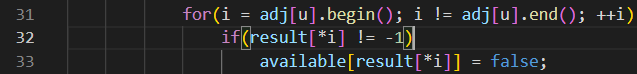 31 for(i = adj[u].begin(); i != adj[u].end(); ++i)
32 if(result[*i] != -1)
33 available[result[*i]] = false;